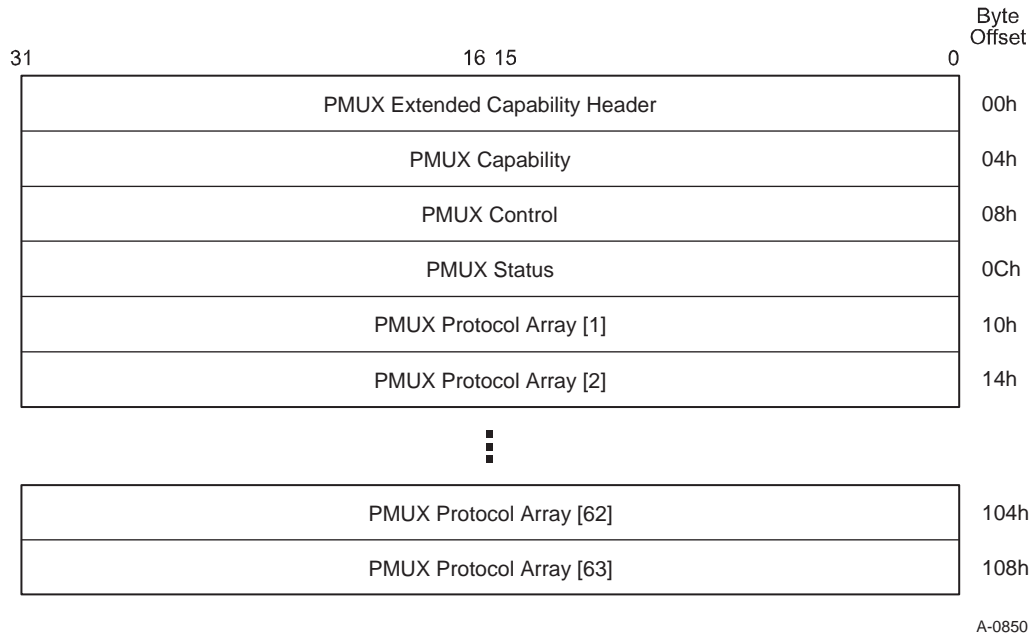 Byte
Offset
31 16 15 0
PMUX Extended Capability Header 00h
PMUX Capability 04h
PMUX Control 08h
PMUX Status 0Ch
PMUX Protocol Array [1] 10h
PMUX Protocol Array [2] 14h
PMUX Protocol Array [62] 104h
PMUX Protocol Array [63] 108h
A-0850